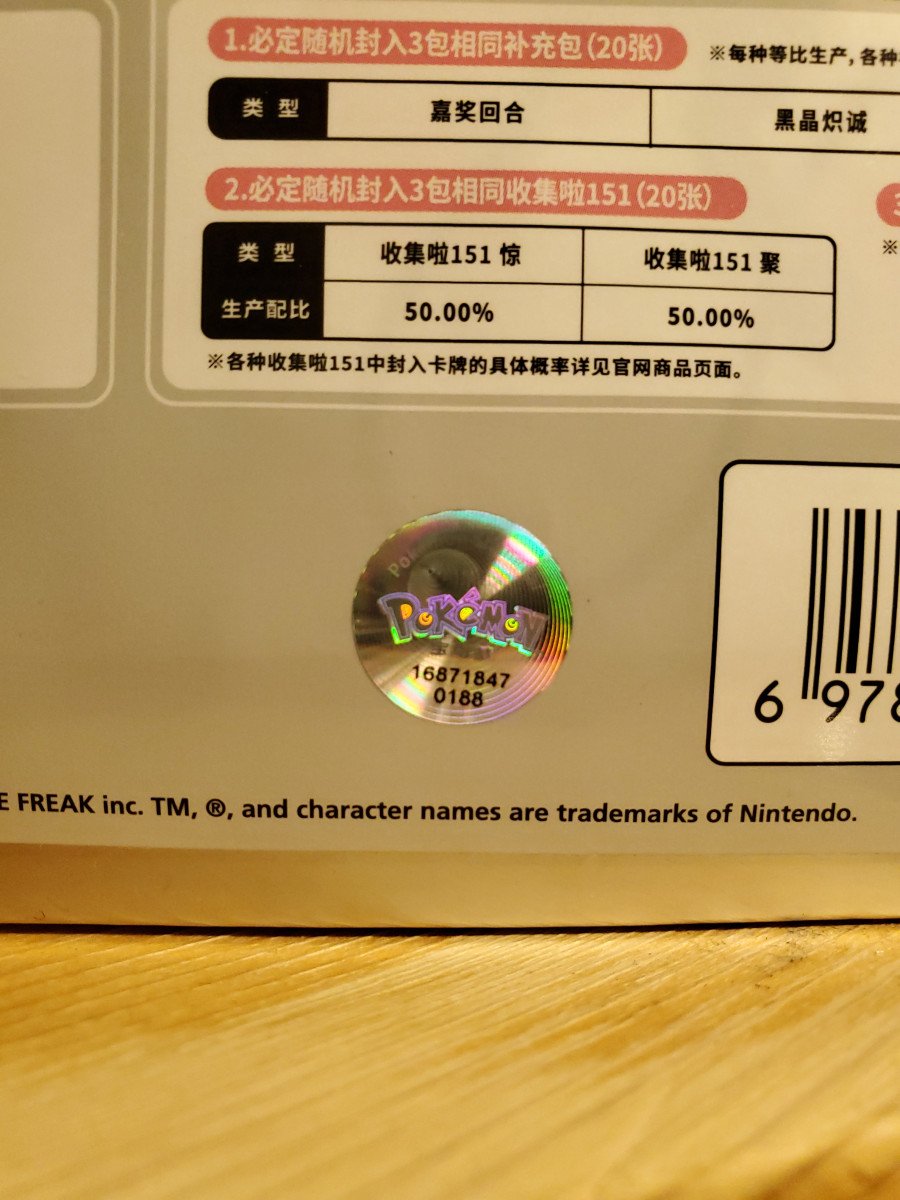 1.必定随机封入3包相同补充包(20张)
※每种等比生产,各种
类 型
嘉奖回合
黑晶炽诚
2.必定随机封入3包相同收集啦151(20张)
3
※
类 型
收集啦151 惊
收集啦151 聚
生产配比
50.00%
50.00%
※各种收集啦151中封入卡牌的具体概率详见官网商品页面。
POKéMON
16871847
0188
6 978
E FREAK inc. TM, ®, and character names are trademarks of Nintendo.